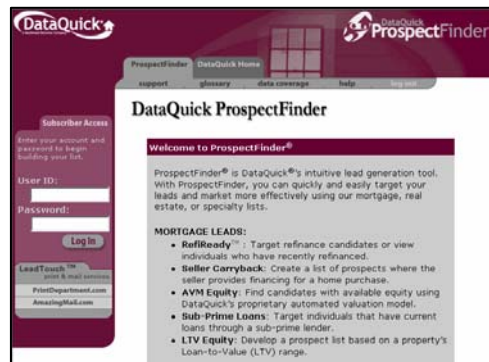 DataQuick
DataQuick
ProspectFinder
ProspectFinder DataQuick Home
support glossary data coverage help log out
DataQuick ProspectFinder
Subscriber Access
Enter your account and
password to begin
building your list.
User ID:
Password:
Log In
LeadTouch™
print & mail services
PrintDepartment.com
AmazingMail.com
Welcome to ProspectFinder®
ProspectFinder® is DataQuick®'s intuitive lead generation tool.
With ProspectFinder, you can quickly and easily target your
leads and market more effectively using our mortgage, real
estate, or specialty lists.
MORTGAGE LEADS:
• RefiReady™ : Target refinance candidates or view
individuals who have recently refinanced.
• Seller Carryback: Create a list of prospects where the
seller provides financing for a home purchase.
• AVM Equity: Find candidates with available equity using
DataQuick's proprietary automated valuation model.
• Sub-Prime Loans: Target individuals that have current
loans through a sub-prime lender.
• LTV Equity: Develop a prospect list based on a property's
Loan-to-Value (LTV) range.